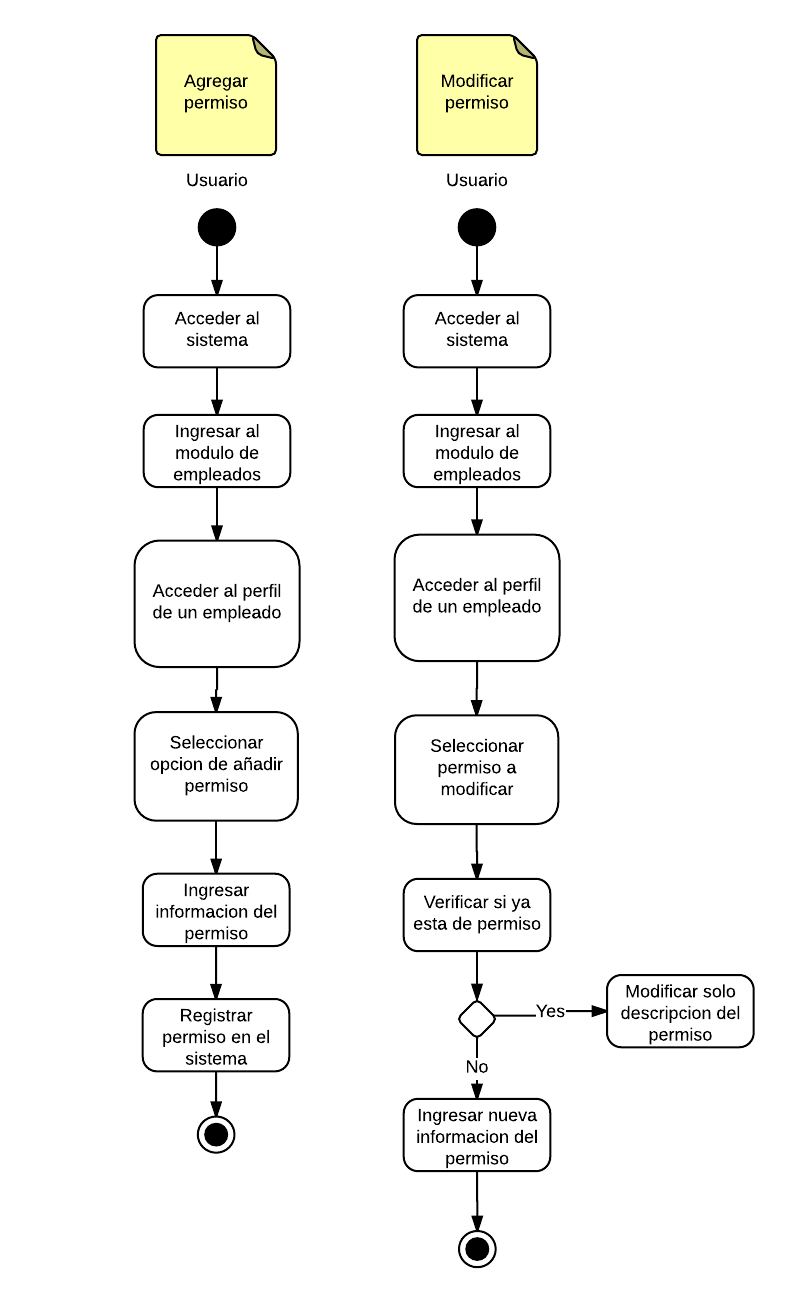 Agregar
permiso
Usuario
Acceder al
sistema
Ingresar al
modulo de
empleados
Acceder al perfil
de un empleado
Seleccionar
opcion de añadir
permiso
Ingresar
informacion del
permiso
Registrar
permiso en el
sistema
Modificar
permiso
Usuario
Acceder al
sistema
Ingresar al
modulo de
empleados
Acceder al perfil
de un empleado
Seleccionar
permiso a
modificar
Verificar si ya
esta de permiso
Yes
Modificar solo
descripcion del
permiso
No
Ingresar nueva
informacion del
permiso